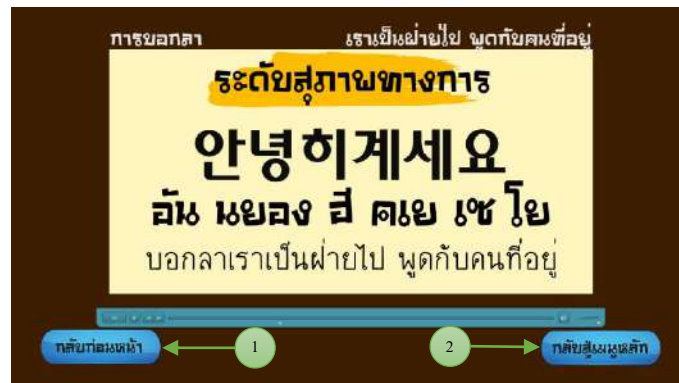 การบอกลา
เราเป็นฝ่ายไป พูดกับคนที่อยู่
ระดับสุภาพทางการ
안녕히계세요
อัน นยอง ฮี คเย เซ โย
บอกลาเราเป็นฝ่ายไป พูดกับคนที่อยู่
กลับก่อนหน้า
1
2
กลับสู่เมนูหลัก